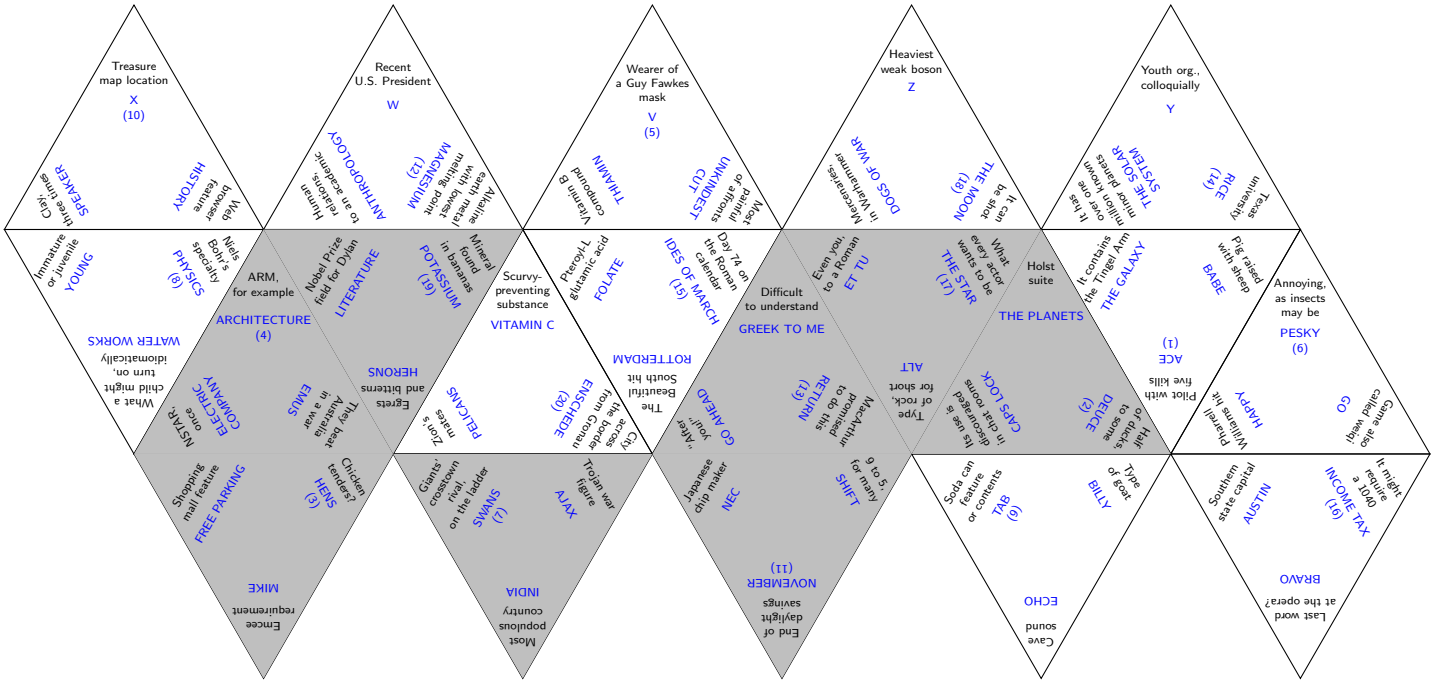 Treasure
map location
X
(10)
Clay,
three times
SPEAKER
Web
browser
feature
HISTORY
Recent
U.S. President
W
Human
relations,
to an academic
ANTHROPOLOGY
Alkaline
earth metal
with lowest
melting point
MAGNESIUM
(12)
Wearer of
a Guy Fawkes
mask
V
(5)
Vitamin B
compound
THIAMIN
Most
painful
of affronts
UNKINDEST
CUT
Heaviest
weak boson
Z
Mercenaries,
in Warhammer
DOGS OF WAR
It can
be shot
THE MOON
(18)
Youth org.,
colloquially
Y
It has
over one
million known
minor planets
THE SOLAR
SYSTEM
Texas
university
RICE
(14)
Immature
or juvenile
YOUNG
Niels
Bohr's
specialty
PHYSICS
(8)
What a
child might
turn on,
idiomatically
WATER WORKS
ARM,
for example
ARCHITECTURE
(4)
NSTAR,
once
ELECTRIC
COMPANY
They beat
Australia
in a war
EMUS
Nobel Prize
field for Dylan
LITERATURE
Mineral
found
in bananas
POTASSIUM
(19)
Egrets
and bitterns
HERONS
Scurvy-
preventing
substance
VITAMIN C
Zion's
mates
PELICANS
City
across
the border
from Gronau
ENSCHEDE
(20)
Pteroyl-L
glutamic acid
FOLATE
Day 74 on
the Roman
calendar
IDES OF MARCH
(15)
The
Beautiful
South hit
ROTTERDAM
Difficult
to understand
GREEK TO ME
"After
you!"
GO AHEAD
MacArthur
promised
to do this
RETURN
(13)
Even you,
to a Roman
ET TU
What
every actor
wants to be
THE STAR
(17)
Type
of rock,
for short
ALT
Holst
suite
THE PLANETS
Its use is
discouraged
in chat rooms
CAPS LOCK
Half
of ducks,
to some
DEUCE
(2)
It contains
the Tingel Arm
THE GALAXY
Pig raised
with sheep
BABE
Pilot with
five kills
ACE
(1)
Annoying,
as insects
may be
PESKY
(6)
Pharrell
Williams hit
HAPPY
Game also
called weiqi
GO
Shopping
mall feature
FREE PARKING
Chicken
tenders?
HENS
(3)
Emcee
requirement
MIKE
Giants'
crosstown
rival,
on the ladder
SWANS
(7)
Trojan war
figure
AJAX
Most
populous
country
INDIA
Japanese
chip maker
NEC
9 to 5,
for many
SHIFT
End of
daylight
savings
NOVEMBER
(11)
Soda can
feature
or contents
TAB
(9)
Type
of goat
BILLY
Cave
sound
ECHO
Southern
state capital
AUSTIN
It might
require
a 1040
INCOME TAX
(16)
Last word
at the opera?
BRAVO